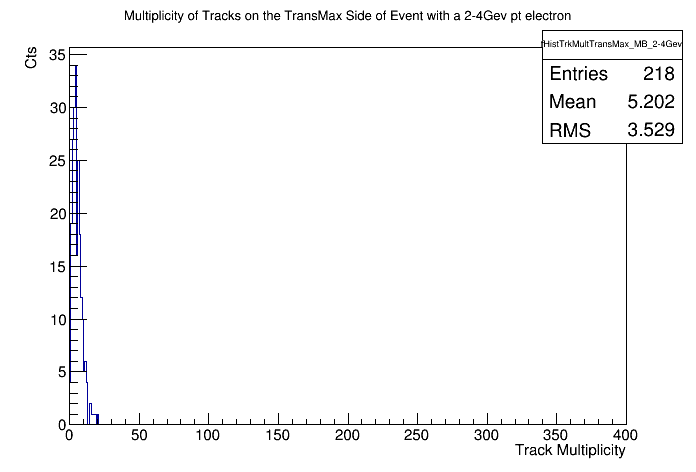 Multiplicity of Tracks on the TransMax Side of Event with a 2-4Gev pt electron
fHistTrkMultTransMax_MB_2-4Gev
Entries 218
Mean 5.202
RMS 3.529
Cts
35
30
25
20
15
10
5
0
0 50 100 150 200 250 300 350 400
Track Multiplicity